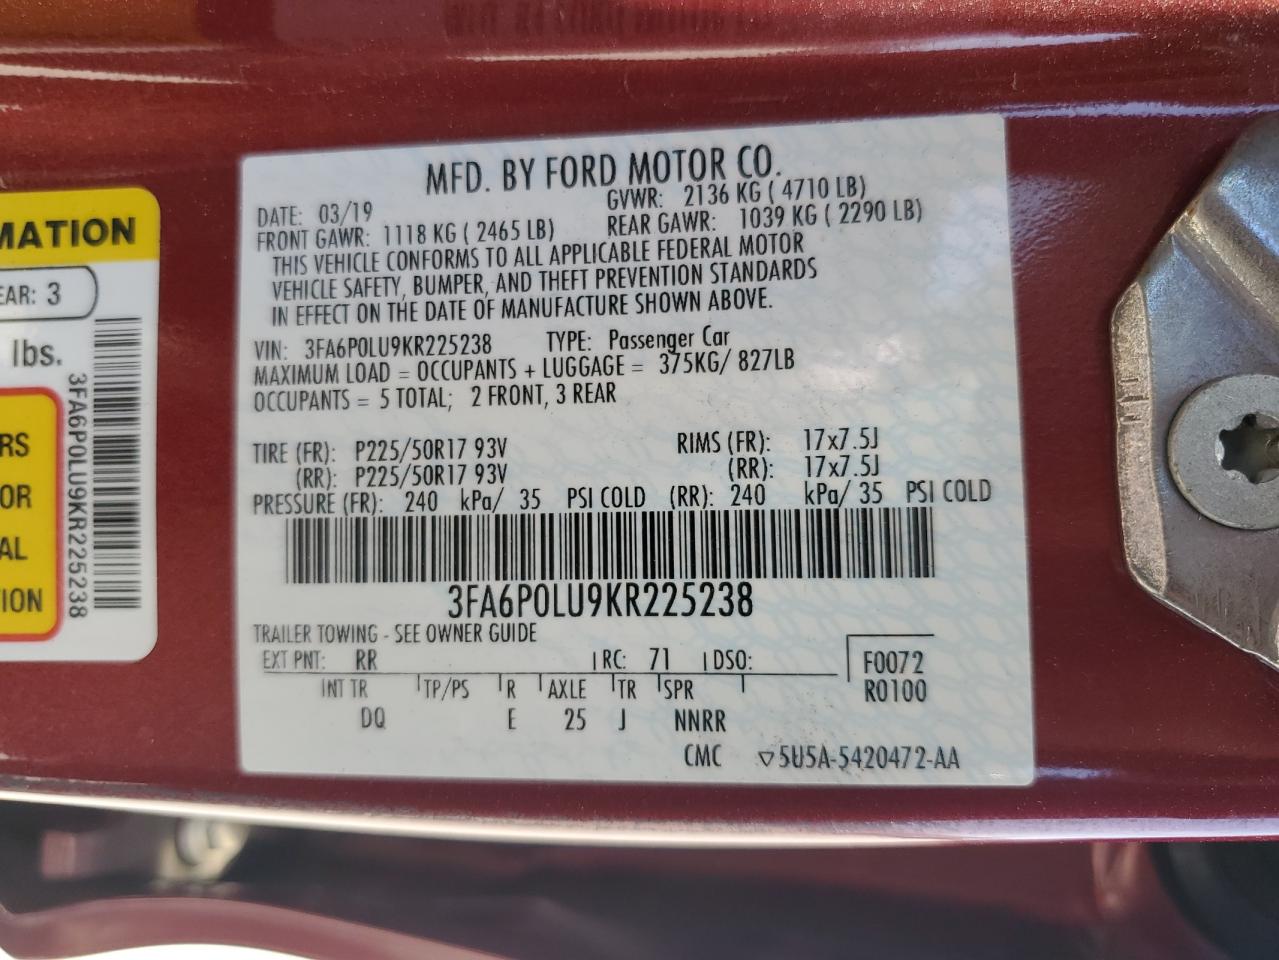 MFD. BY FORD MOTOR CO.
DATE: 03/19
GVWR: 2136 KG ( 4710 LB)
FRONT GAWR: 1118 KG ( 2465 LB)
REAR GAWR: 1039 KG ( 2290 LB)
THIS VEHICLE CONFORMS TO ALL APPLICABLE FEDERAL MOTOR
VEHICLE SAFETY, BUMPER, AND THEFT PREVENTION STANDARDS
IN EFFECT ON THE DATE OF MANUFACTURE SHOWN ABOVE.
VIN: 3FA6P0LU9KR225238 TYPE: Passenger Car
MAXIMUM LOAD = OCCUPANTS + LUGGAGE = 375KG/ 827LB
OCCUPANTS = 5 TOTAL; 2 FRONT, 3 REAR
TIRE (FR): P225/50R17 93V RIMS (FR): 17x7.5J
(RR): P225/50R17 93V (RR): 17x7.5J
PRESSURE (FR): 240 kPa/ 35 PSI COLD (RR): 240 kPa/ 35 PSI COLD
3FA6P0LU9KR225238
TRAILER TOWING - SEE OWNER GUIDE
EXT PNT: RR RC: 71 DSO:
F0072
INT TR TP/PS R AXLE TR SPR
R0100
DQ E 25 J NNRR
CMC ▽5U5A-5420472-AA
MATION
EAR: 3
lbs.
3FA6P0LU9KR225238
RS
OR
AL
TION